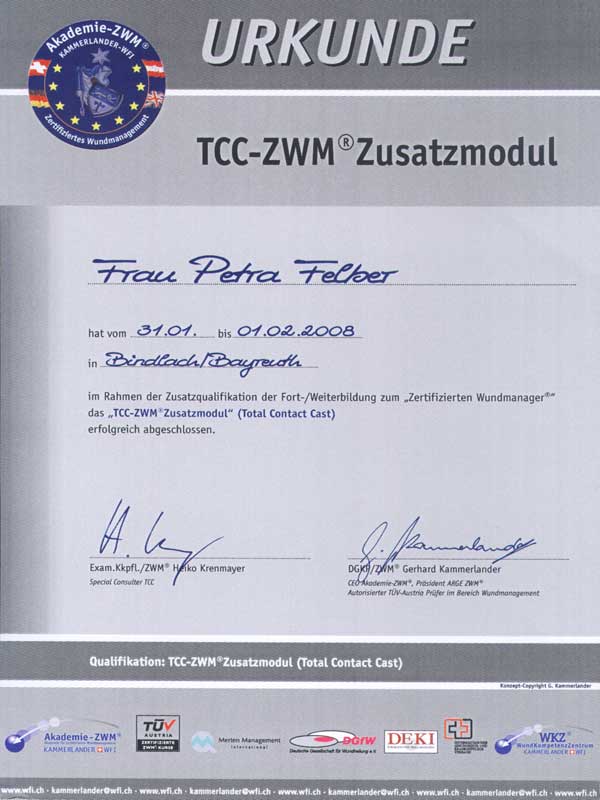 Akademie-ZWM®
KAMMERLANDER-WFI
Zertifiziertes Wundmanagement
URKUNDE
TCC-ZWM® Zusatzmodul
Frau Petra Felber
hat vom 31.01. bis 01.02.2008
in Bindlach/Bayreuth
im Rahmen der Zusatzqualifikation der Fort-/Weiterbildung zum „Zertifizierten Wundmanager®“
das „TCC-ZWM®Zusatzmodul“ (Total Contact Cast)
erfolgreich abgeschlossen.
Exam.Kkpfl./ZWM® Heiko Krenmayer
Special Consulter TCC
DGKP/ZWM® Gerhard Kammerlander
CEO Akademie-ZWM®, Präsident ARGE ZWM®
Autorisierter TÜV-Austria Prüfer im Bereich Wundmanagement
Qualifikation: TCC-ZWM®Zusatzmodul (Total Contact Cast)
Konzept-Copyright G. Kammerlander
Akademie-ZWM®
KAMMERLANDER WFI
TÜV
AUSTRIA
ZERTIFIZIERTE
ZWM® KURSE
Merten Management
International
DGfW
Deutsche Gesellschaft für Wundheilung e.V.
DEKI
WKZ®
WundKompetenzZentrum
KAMMERLANDER WFI
www.wfi.ch · kammerlander@wfi.ch · www.wfi.ch · kammerlander@wfi.ch · www.wfi.ch · kammerlander@wfi.ch · www.wfi.ch